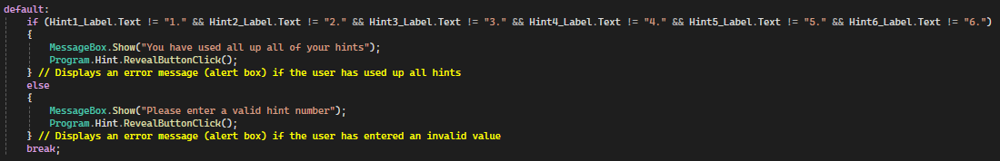 default:
if (Hint1_Label.Text != "1." && Hint2_Label.Text != "2." && Hint3_Label.Text != "3." && Hint4_Label.Text != "4." && Hint5_Label.Text != "5." && Hint6_Label.Text != "6.")
{
MessageBox.Show("You have used all up all of your hints");
Program.Hint.RevealButtonClick();
} // Displays an error message (alert box) if the user has used up all hints
else
{
MessageBox.Show("Please enter a valid hint number");
Program.Hint.RevealButtonClick();
} // Displays an error message (alert box) if the user has entered an invalid value
break;